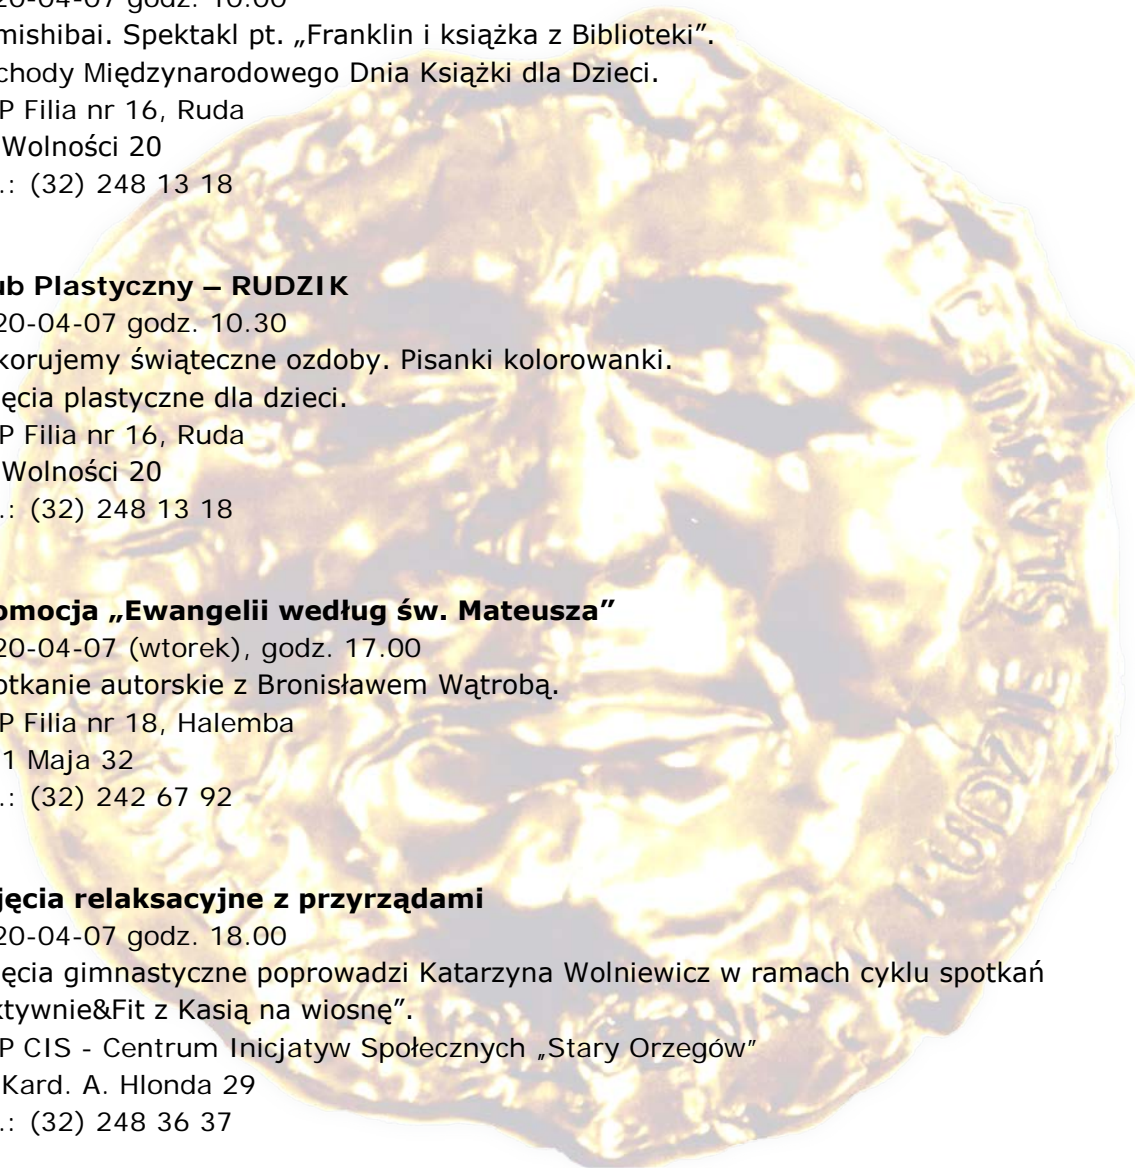 20-04-07 godz. 10.00
mishibai. Spektakl pt. „Franklin i książka z Biblioteki”.
chody Międzynarodowego Dnia Książki dla Dzieci.
P Filia nr 16, Ruda
Wolności 20
.: (32) 248 13 18
ub Plastyczny – RUDZIK
20-04-07 godz. 10.30
korujemy świąteczne ozdoby. Pisanki kolorowanki.
ęcia plastyczne dla dzieci.
P Filia nr 16, Ruda
Wolności 20
.: (32) 248 13 18
omocja „Ewangelii według św. Mateusza”
20-04-07 (wtorek), godz. 17.00
otkanie autorskie z Bronisławem Wątrobą.
P Filia nr 18, Halemba
1 Maja 32
.: (32) 242 67 92
jęcia relaksacyjne z przyrządami
20-04-07 godz. 18.00
ęcia gimnastyczne poprowadzi Katarzyna Wolniewicz w ramach cyklu spotkań
ktywnie&Fit z Kasią na wiosnę”.
P CIS - Centrum Inicjatyw Społecznych „Stary Orzegów”
Kard. A. Hlonda 29
.: (32) 248 36 37